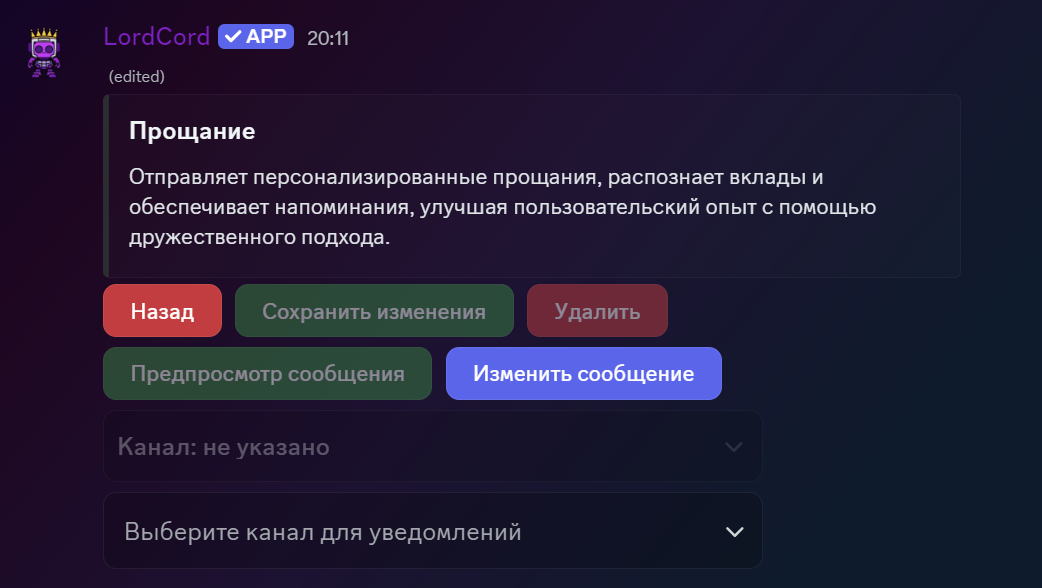 LordCord ✓ APP 20:11
(edited)
Прощание
Отправляет персонализированные прощания, распознает вклады и
обеспечивает напоминания, улучшая пользовательский опыт с помощью
дружественного подхода.
Назад Сохранить изменения Удалить
Предпросмотр сообщения Изменить сообщение
Канал: не указано
Выберите канал для уведомлений